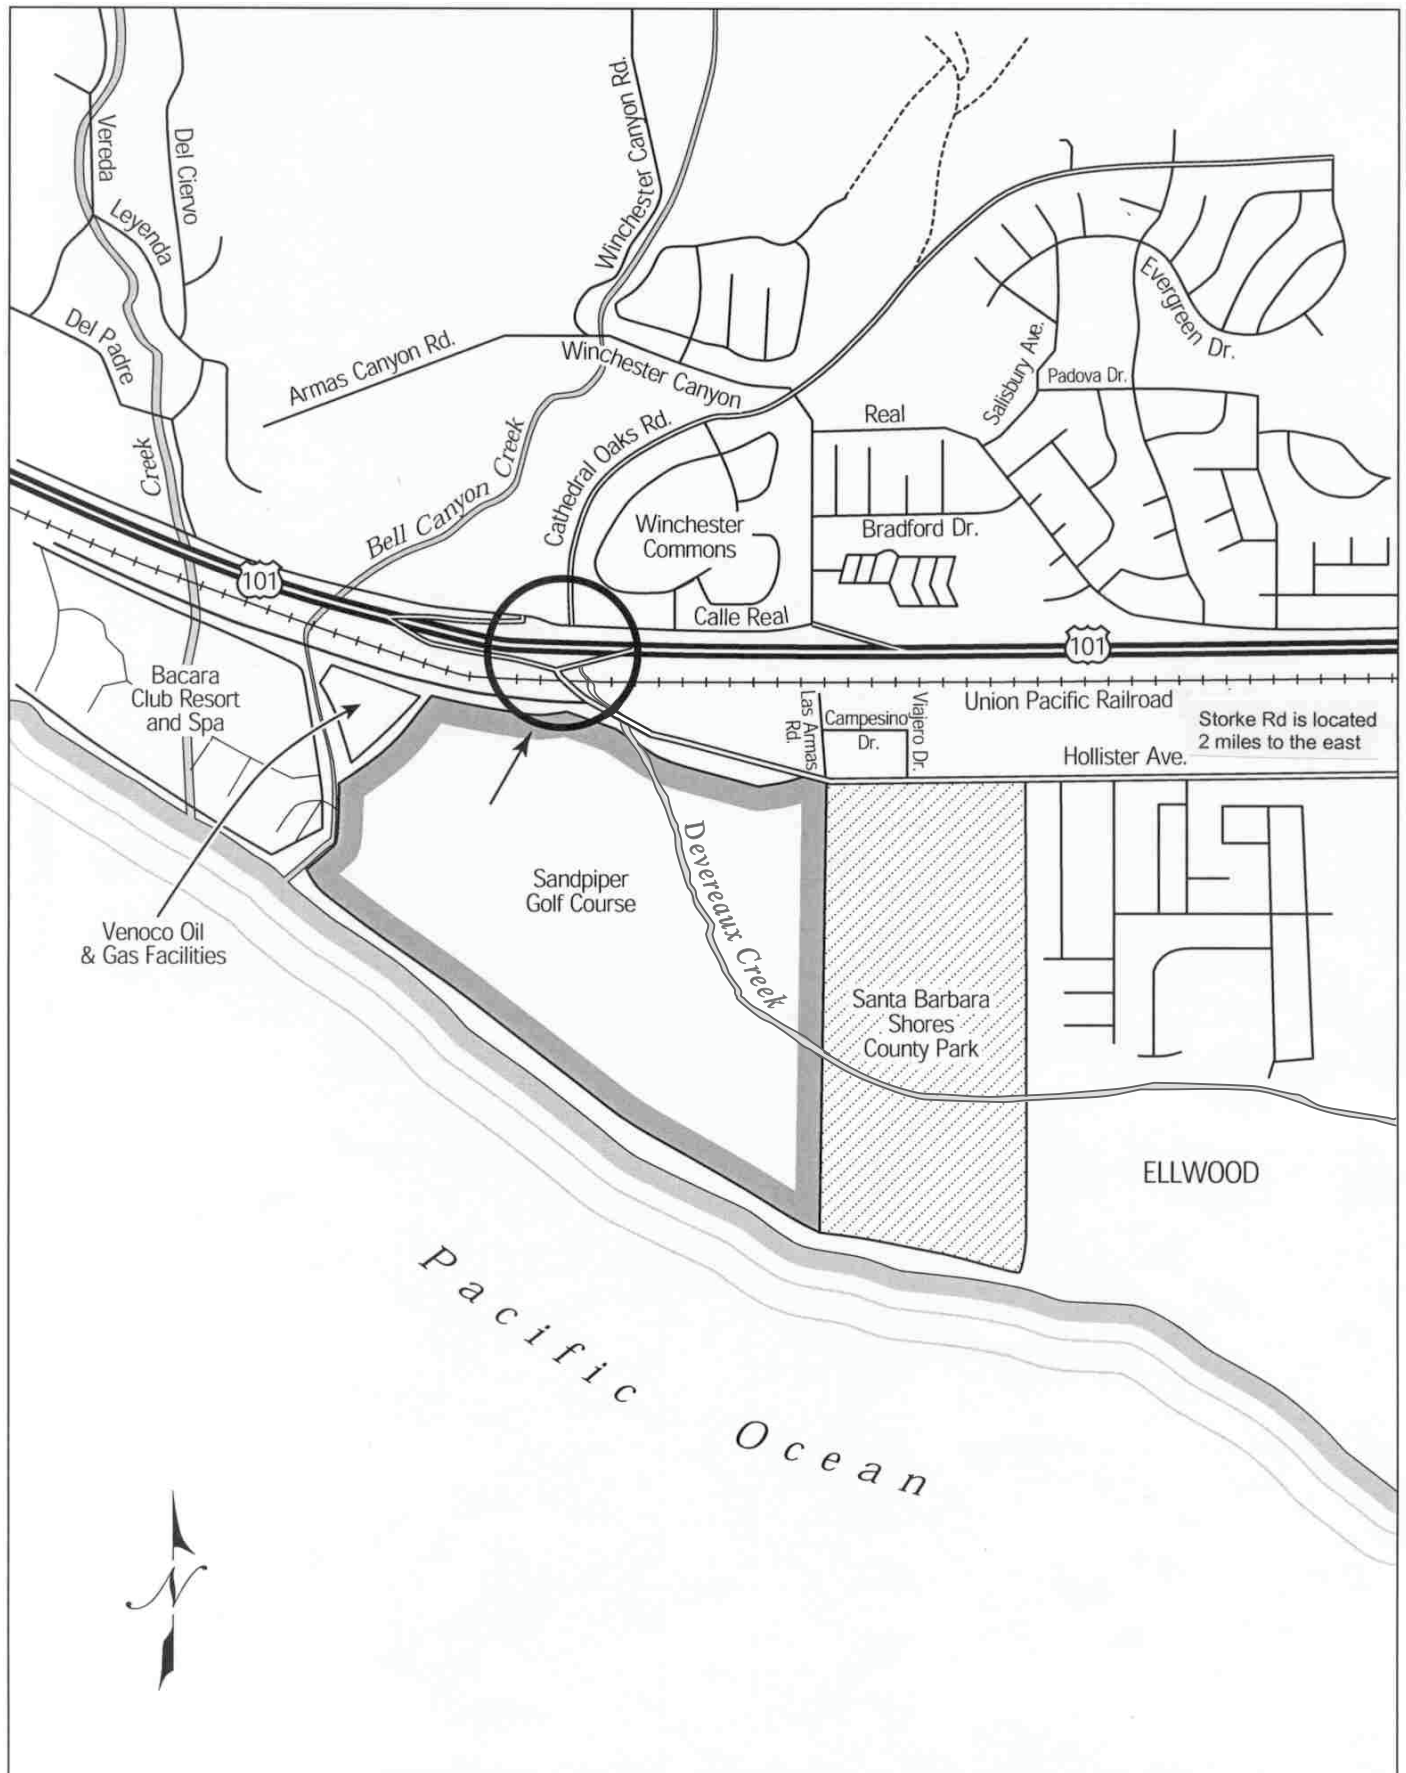 Vereda
Del Ciervo
Leyenda
Winchester Canyon Rd.
Del Padre
Armas Canyon Rd.
Winchester Canyon
Evergreen Dr.
Salisbury Ave.
Padova Dr.
Creek
Bell Canyon Creek
Cathedral Oaks Rd.
Real
Winchester
Commons
Bradford Dr.
101
Calle Real
101
Bacara
Club Resort
and Spa
Las Armas
Rd.
Campesino
Dr.
Viajero Dr.
Union Pacific Railroad
Storke Rd is located
2 miles to the east
Hollister Ave.
Devereaux Creek
Sandpiper
Golf Course
Venoco Oil
& Gas Facilities
Santa Barbara
Shores
County Park
ELLWOOD
Pacific Ocean
N